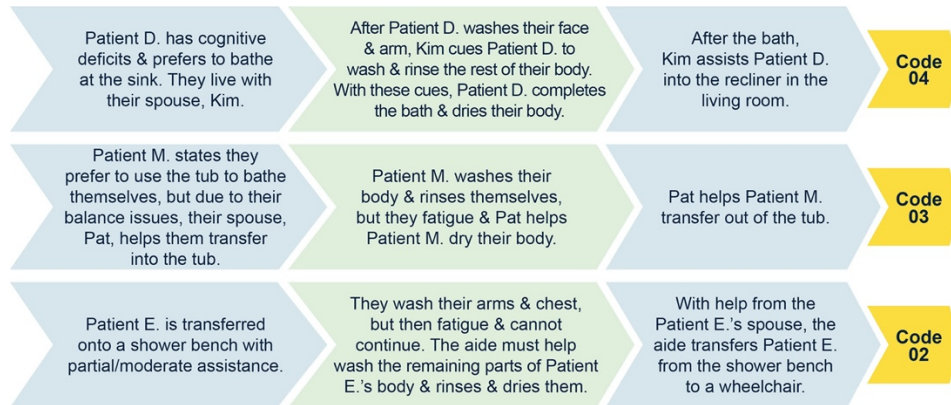 Patient D. has cognitive
deficits & prefers to bathe
at the sink. They live with
their spouse, Kim.
After Patient D. washes their face
& arm, Kim cues Patient D. to
wash & rinse the rest of their body.
With these cues, Patient D. completes
the bath & dries their body.
After the bath,
Kim assists Patient D.
into the recliner in the
living room.
Code
04
Patient M. states they
prefer to use the tub to bathe
themselves, but due to their
balance issues, their spouse,
Pat, helps them transfer
into the tub.
Patient M. washes their
body & rinses themselves,
but they fatigue & Pat helps
Patient M. dry their body.
Pat helps Patient M.
transfer out of the tub.
Code
03
Patient E. is transferred
onto a shower bench with
partial/moderate assistance.
They wash their arms & chest,
but then fatigue & cannot
continue. The aide must help
wash the remaining parts of Patient
E.’s body & rinses & dries them.
With help from the
Patient E.’s spouse, the
aide transfers Patient E.
from the shower bench
to a wheelchair.
Code
02